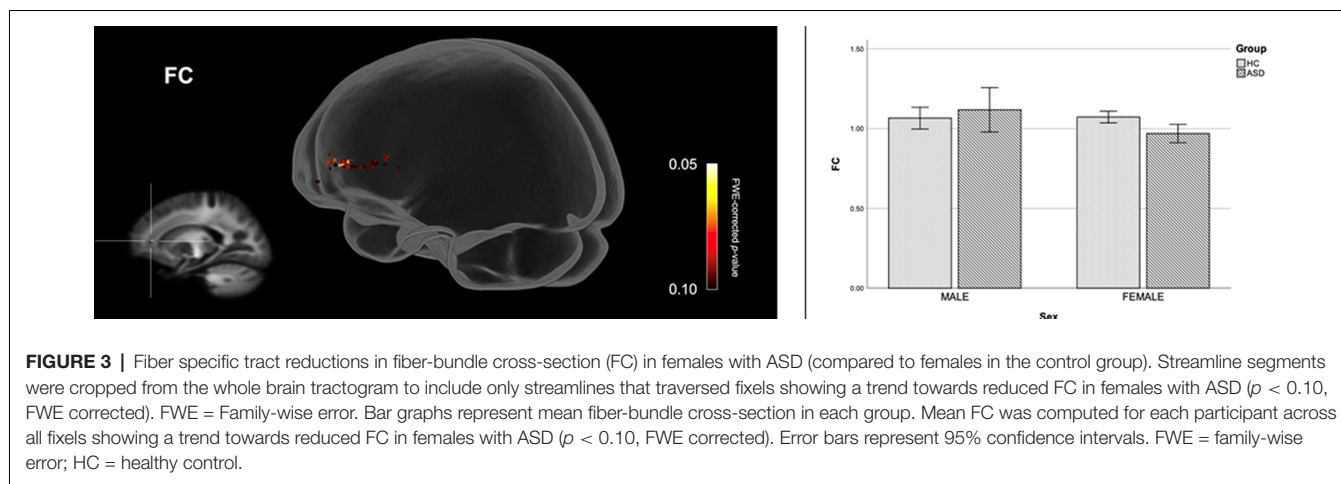 FC
0.05
FWE-corrected p-value
0.10
1.50
1.00
0.50
0.00
FC
MALE
FEMALE
Sex
Group
HC
ASD
FIGURE 3 | Fiber specific tract reductions in fiber-bundle cross-section (FC) in females with ASD (compared to females in the control group). Streamline segments
were cropped from the whole brain tractogram to include only streamlines that traversed fixels showing a trend towards reduced FC in females with ASD (p < 0.10,
FWE corrected). FWE = Family-wise error. Bar graphs represent mean fiber-bundle cross-section in each group. Mean FC was computed for each participant across
all fixels showing a trend towards reduced FC in females with ASD (p < 0.10, FWE corrected). Error bars represent 95% confidence intervals. FWE = family-wise
error; HC = healthy control.